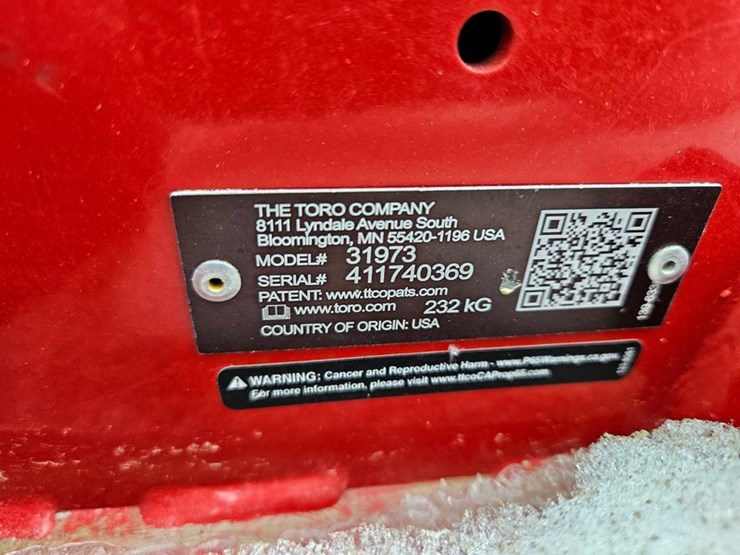 THE TORO COMPANY
8111 Lyndale Avenue South
Bloomington, MN 55420-1196 USA
MODEL# 31973
SERIAL# 411740369
PATENT: www.ttcopats.com
www.toro.com 232 kG
COUNTRY OF ORIGIN: USA
WARNING: Cancer and Reproductive Harm - www.P65Warnings.ca.gov
For more information, please visit www.ttcoCAProp65.com